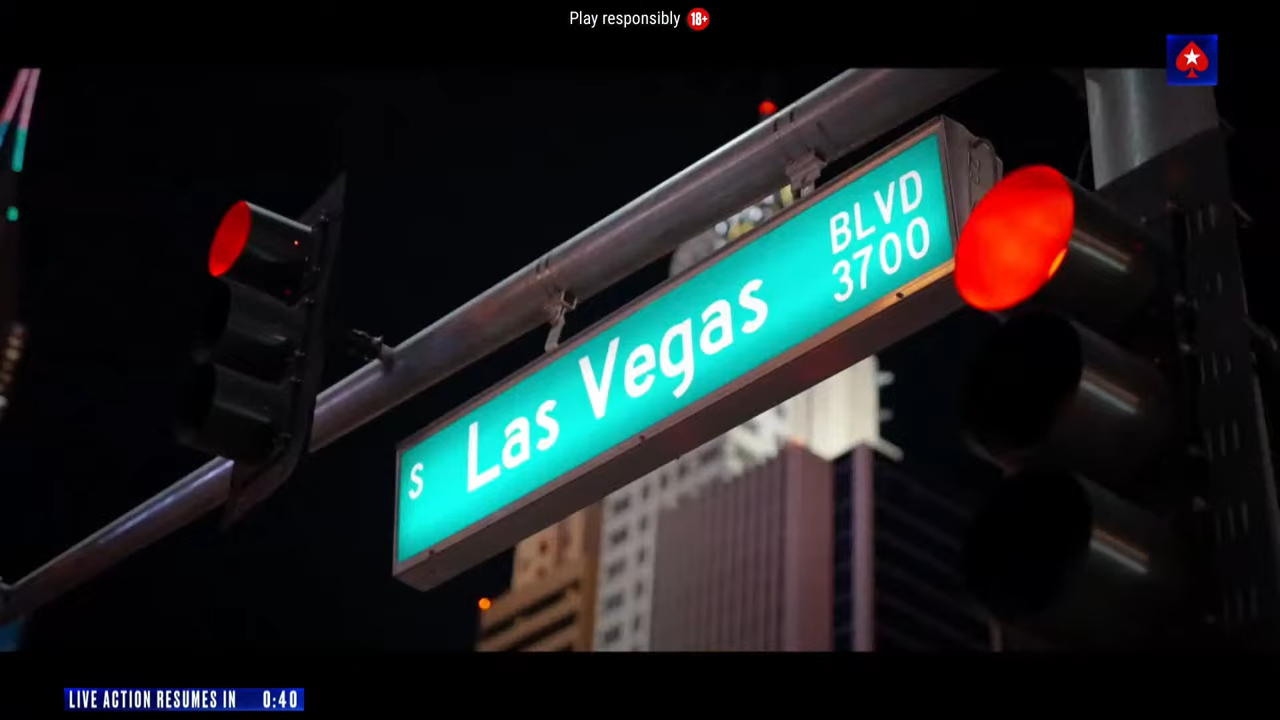 Play responsibly 18+
S Las Vegas BLVD
3700
LIVE ACTION RESUMES IN 0:40